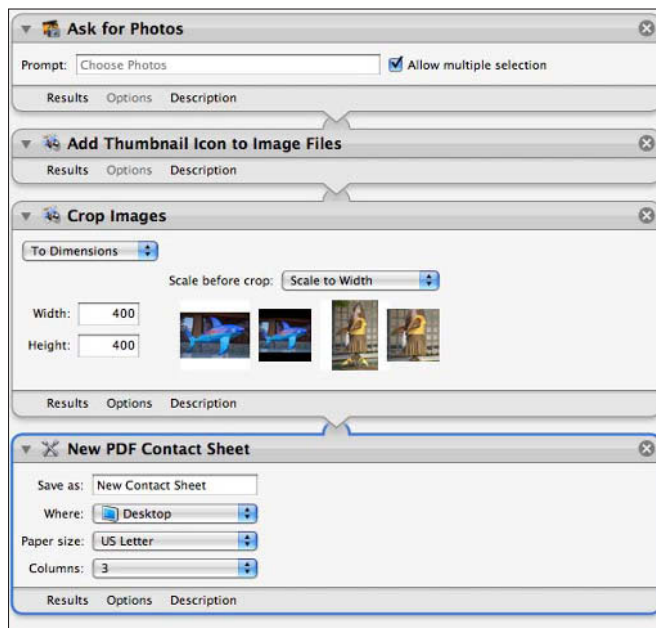 Ask for Photos
Prompt: Choose Photos Allow multiple selection
Results Options Description
Add Thumbnail Icon to Image Files
Results Options Description
Crop Images
To Dimensions
Scale before crop: Scale to Width
Width: 400
Height: 400
Results Options Description
New PDF Contact Sheet
Save as: New Contact Sheet
Where: Desktop
Paper size: US Letter
Columns: 3
Results Options Description